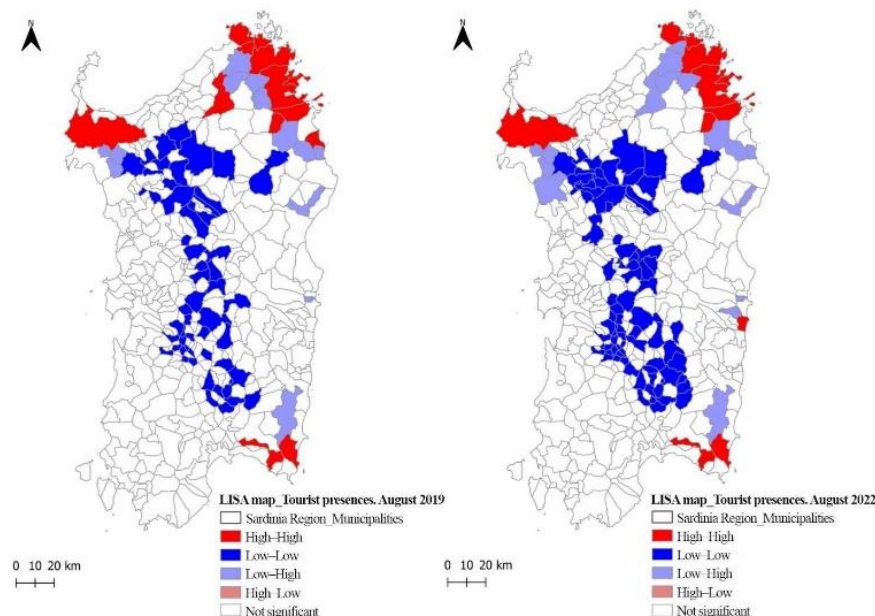 N
N
LISA map_Tourist presences. August 2019
Sardinia Region_Municipalities
High–High
Low–Low
Low–High
High–Low
Not significant
0 10 20 km
LISA map_Tourist presences. August 2022
Sardinia Region_Municipalities
High–High
Low–Low
Low–High
High–Low
Not significant
0 10 20 km